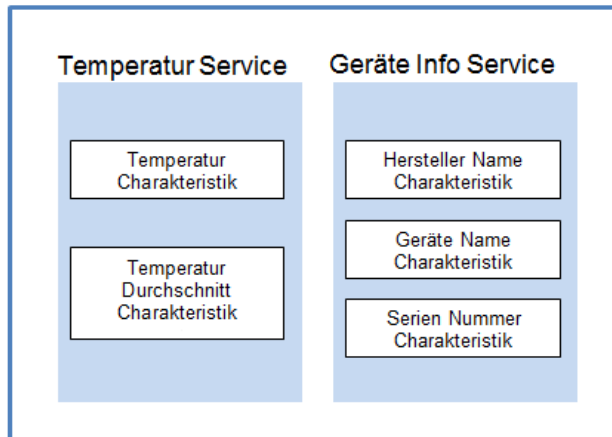 Temperatur Service
Temperatur
Charakteristik
Temperatur
Durchschnitt
Charakteristik
Geräte Info Service
Hersteller Name
Charakteristik
Geräte Name
Charakteristik
Serien Nummer
Charakteristik